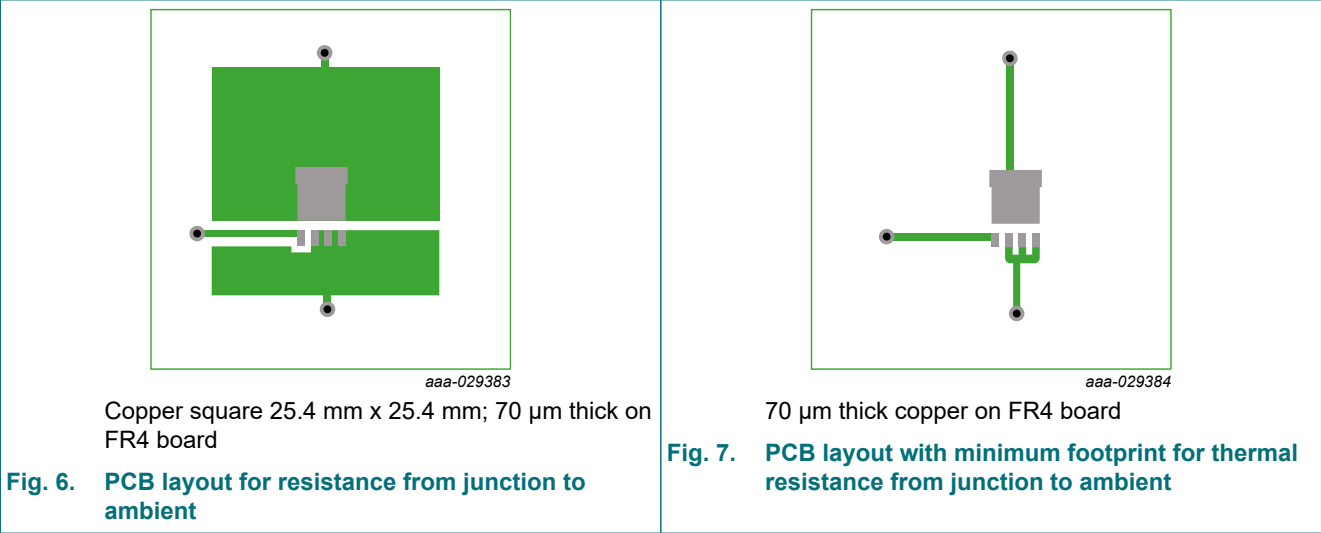 aaa-029383
Copper square 25.4 mm x 25.4 mm; 70 μm thick on
FR4 board
Fig. 6. PCB layout for resistance from junction to
ambient
aaa-029384
70 μm thick copper on FR4 board
Fig. 7. PCB layout with minimum footprint for thermal
resistance from junction to ambient